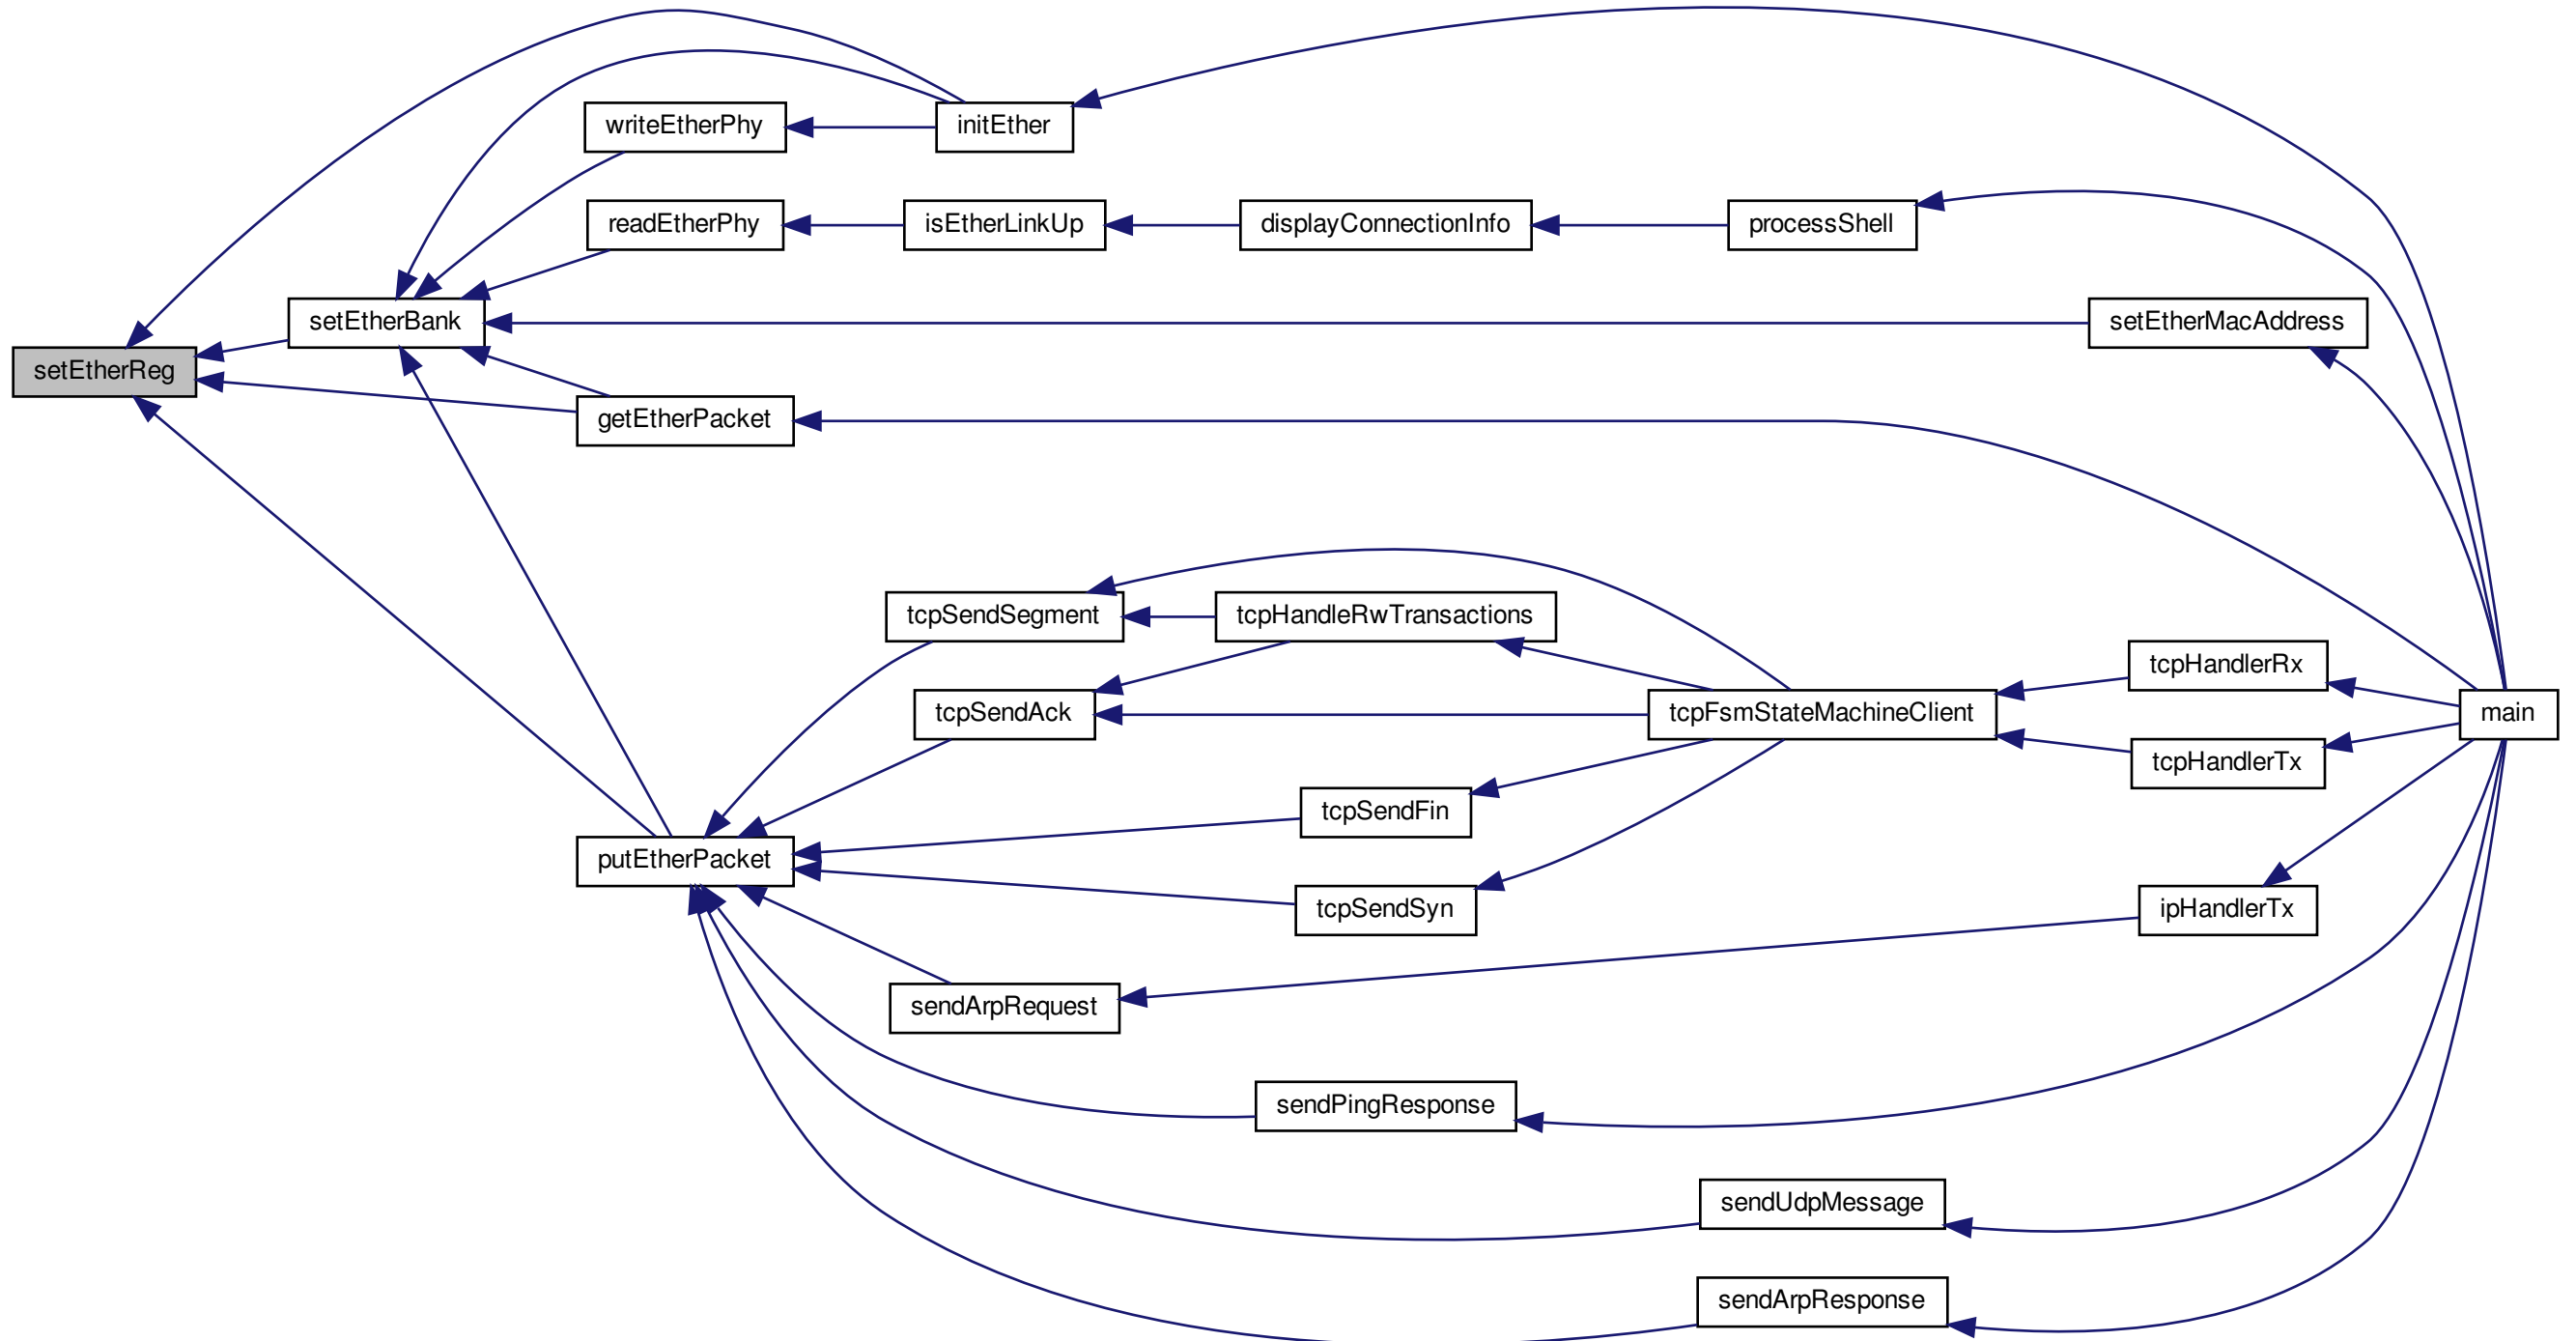 writeEtherPhy
initEther
readEtherPhy
isEtherLinkUp
displayConnectionInfo
processShell
setEtherBank
setEtherMacAddress
setEtherReg
getEtherPacket
tcpSendSegment
tcpHandleRwTransactions
tcpHandlerRx
tcpSendAck
tcpFsmStateMachineClient
main
tcpHandlerTx
tcpSendFin
putEtherPacket
tcpSendSyn
ipHandlerTx
sendArpRequest
sendPingResponse
sendUdpMessage
sendArpResponse